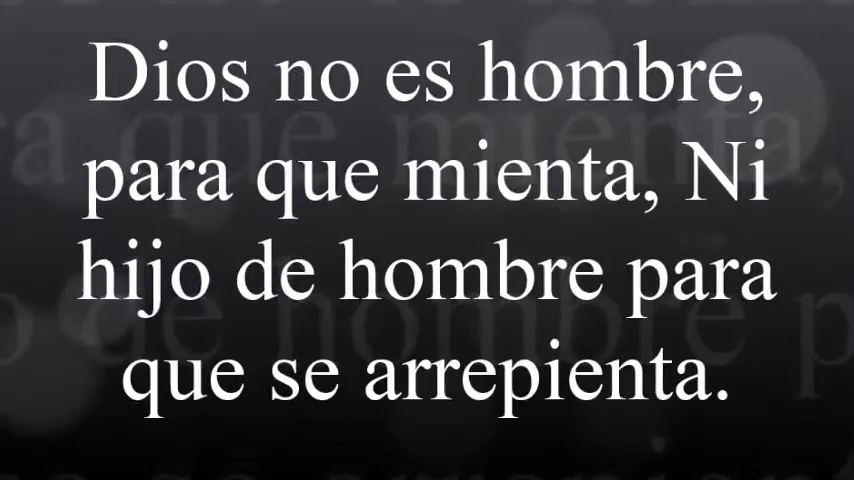 Dios no es hombre,
para que mienta, Ni
hijo de hombre para
que se arrepienta.